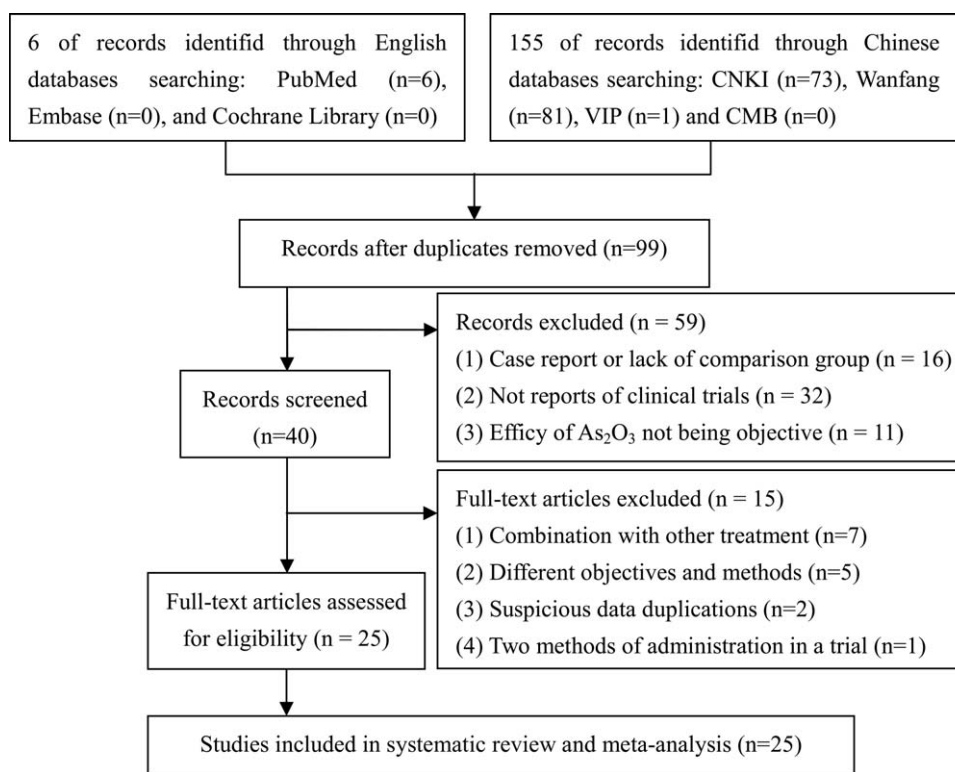 6 of records identifid through English
databases searching: PubMed (n=6),
Embase (n=0), and Cochrane Library (n=0)
155 of records identifid through Chinese
databases searching: CNKI (n=73), Wanfang
(n=81), VIP (n=1) and CMB (n=0)
Records after duplicates removed (n=99)
Records excluded (n = 59)
(1) Case report or lack of comparison group (n = 16)
(2) Not reports of clinical trials (n = 32)
(3) Efficy of As₂O₃ not being objective (n = 11)
Records screened
(n=40)
Full-text articles excluded (n = 15)
(1) Combination with other treatment (n=7)
(2) Different objectives and methods (n=5)
(3) Suspicious data duplications (n=2)
(4) Two methods of administration in a trial (n=1)
Full-text articles assessed
for eligibility (n = 25)
Studies included in systematic review and meta-analysis (n=25)